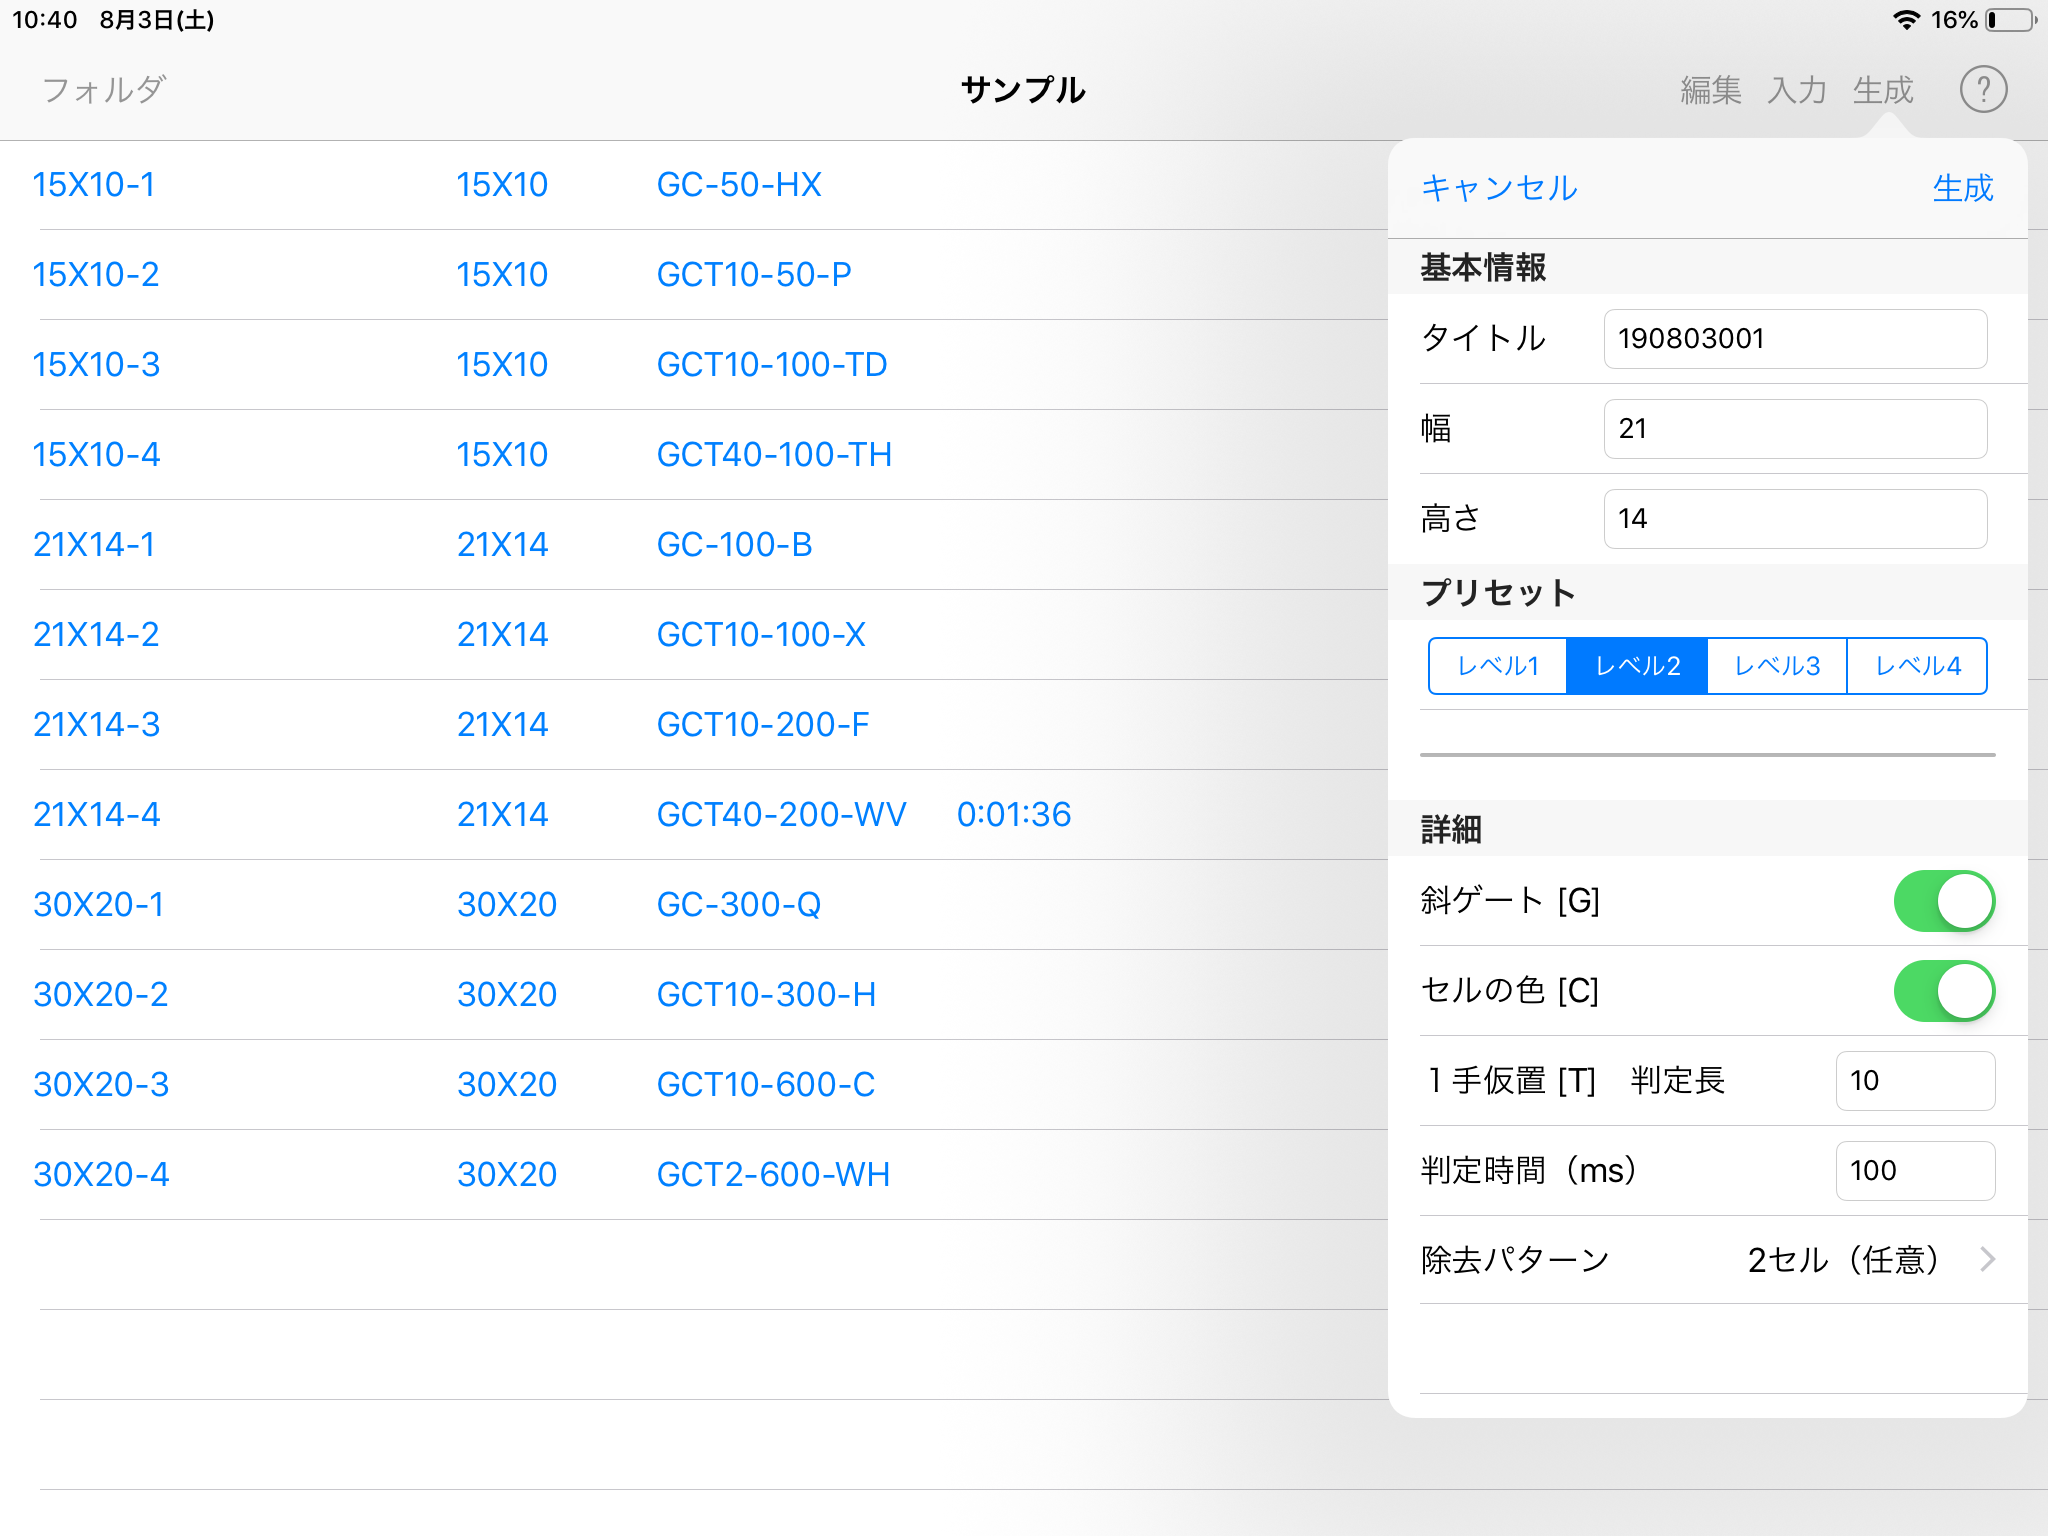 10:40 8月3日(土) 16%
フォルダ サンプル 編集 入力 生成 ?
15X10-1 15X10 GC-50-HX
15X10-2 15X10 GCT10-50-P
15X10-3 15X10 GCT10-100-TD
15X10-4 15X10 GCT40-100-TH
21X14-1 21X14 GC-100-B
21X14-2 21X14 GCT10-100-X
21X14-3 21X14 GCT10-200-F
21X14-4 21X14 GCT40-200-WV 0:01:36
30X20-1 30X20 GC-300-Q
30X20-2 30X20 GCT10-300-H
30X20-3 30X20 GCT10-600-C
30X20-4 30X20 GCT2-600-WH
キャンセル 生成
基本情報
タイトル 190803001
幅 21
高さ 14
プリセット
レベル1 レベル2 レベル3 レベル4
詳細
斜ゲート [G]
セルの色 [C]
１手仮置 [T] 判定長 10
判定時間（ms） 100
除去パターン 2セル（任意）